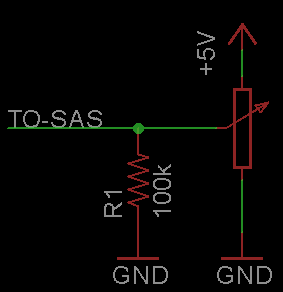 +5V
TO-SAS
R1
100k
GND
GND